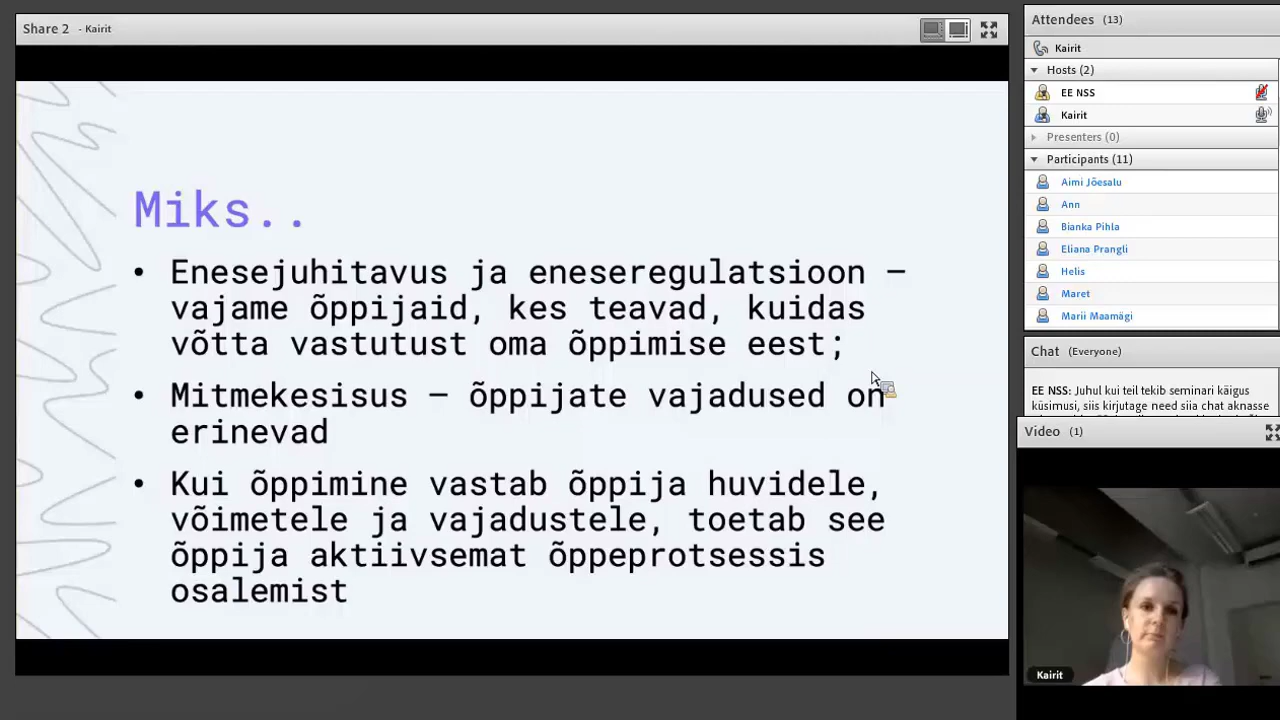 Share 2 - Kairit
Miks..
• Enesejuhitavus ja eneseregulatsioon –
vajame õppijaid, kes teavad, kuidas
võtta vastutust oma õppimise eest;
• Mitmekesisus – õppijate vajadused on
erinevad
• Kui õppimine vastab õppija huvidele,
võimetele ja vajadustele, toetab see
õppija aktiivsemat õppeprotsessis
osalemist
Attendees (13)
Kairit
Hosts (2)
EE NSS
Kairit
Presenters (0)
Participants (11)
Aimi Jõesalu
Ann
Bianka Pihla
Eliana Prangli
Helis
Maret
Marii Maamägi
Chat (Everyone)
EE NSS: Juhul kui teil tekib seminari käigus
küsimusi, siis kirjutage need siia chat aknasse
Video (1)
Kairit